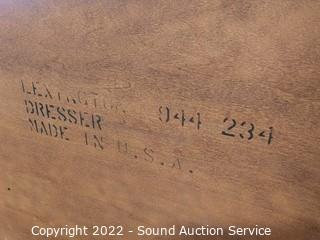 LEXINGTON 944 234
DRESSER
MADE IN U.S.A.
Copyright 2022 - Sound Auction Service